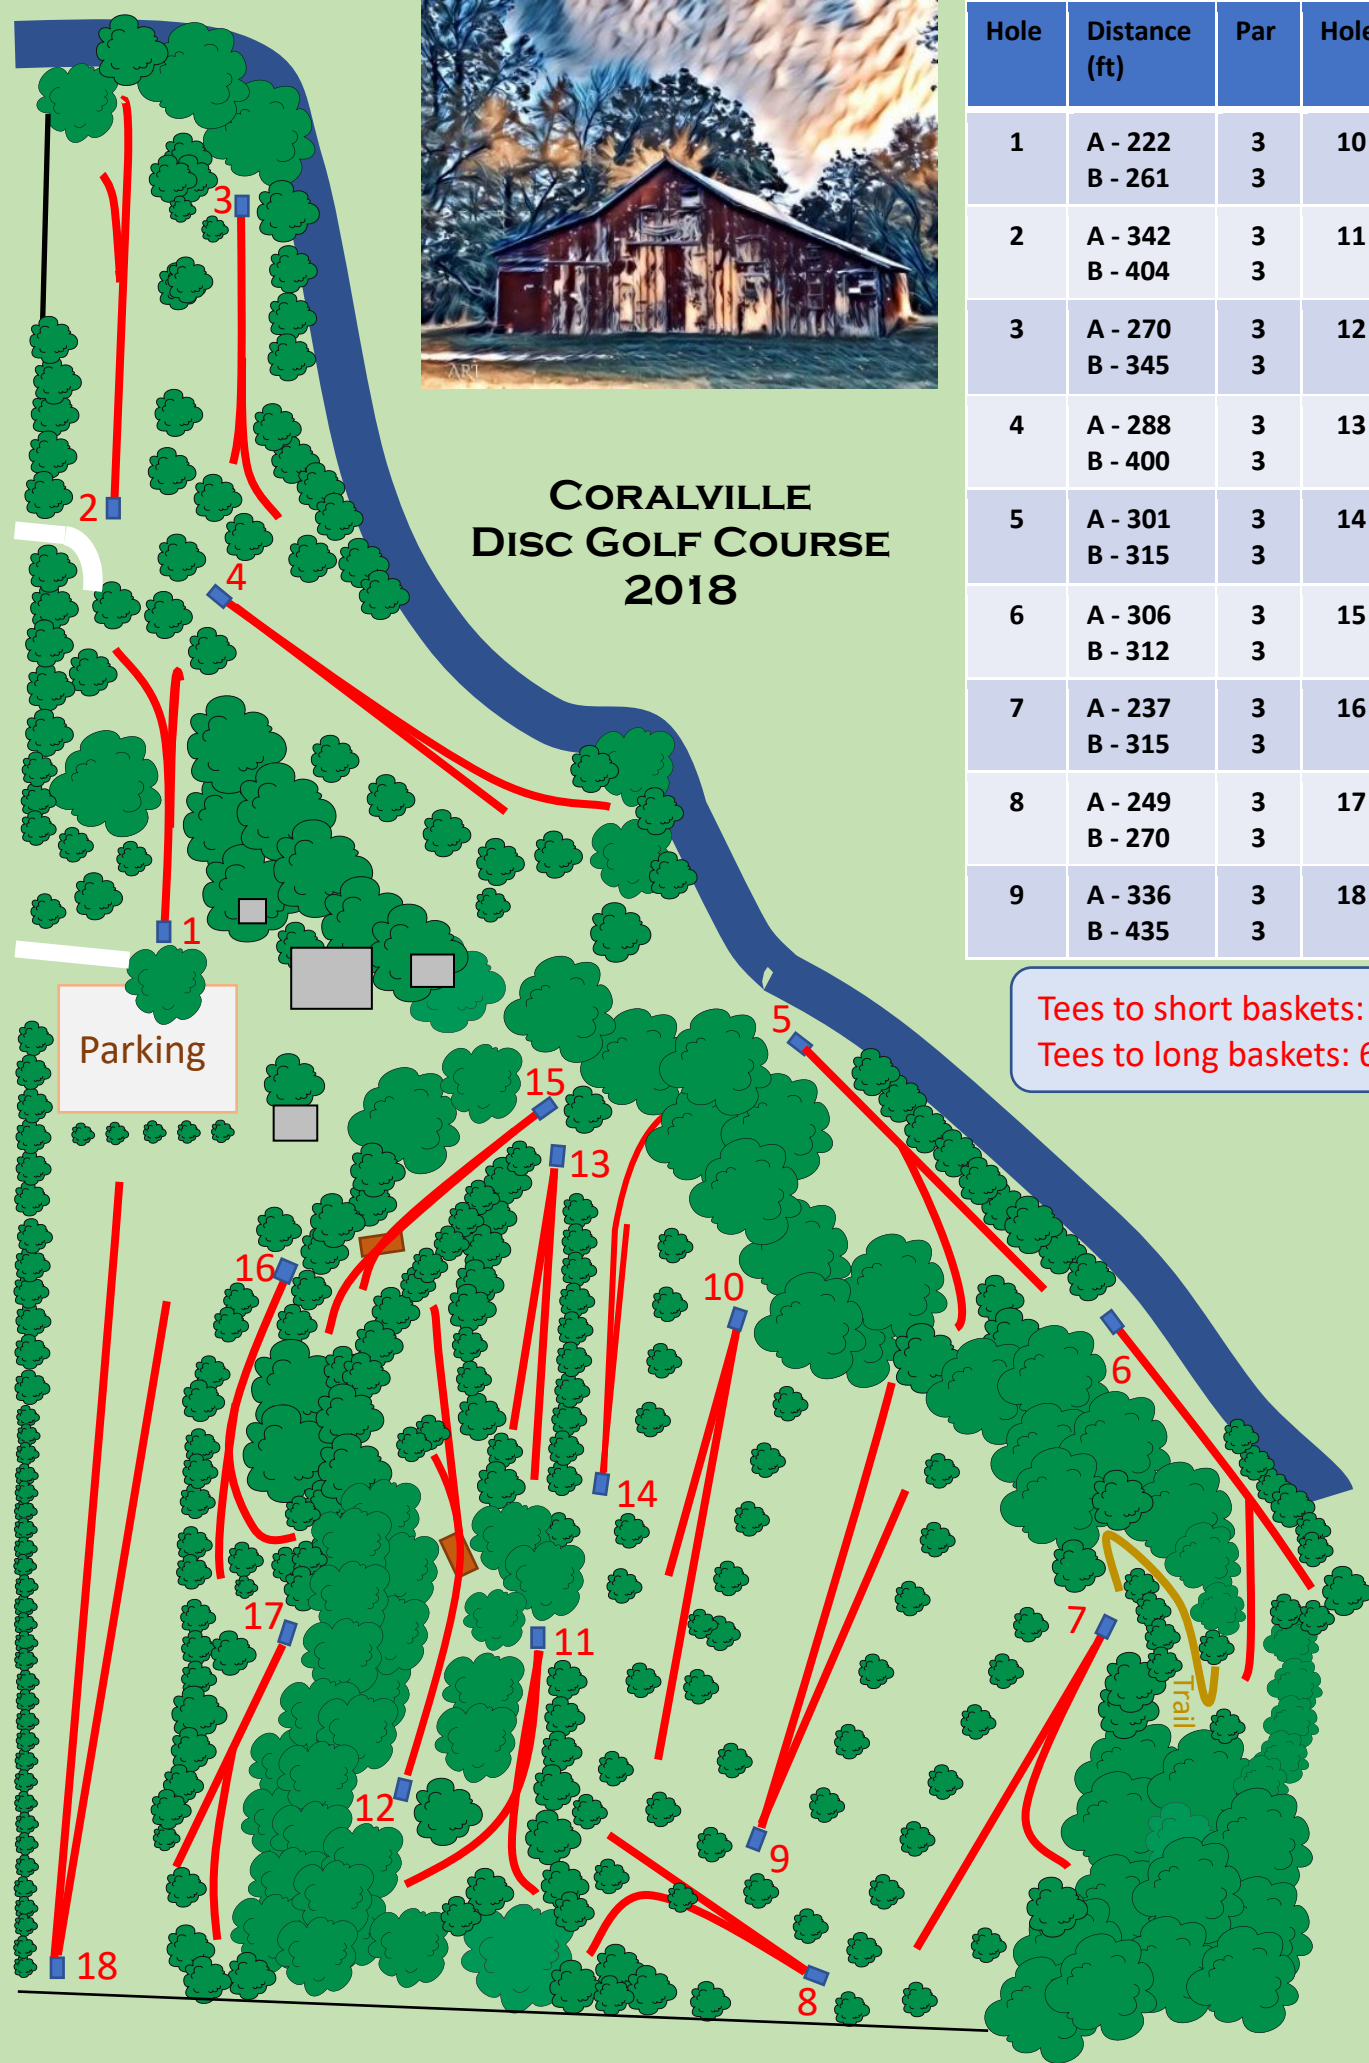 Hole Distance (ft) Par Hole
1 A - 222 3 10
B - 261 3
2 A - 342 3 11
B - 404 3
3 A - 270 3 12
B - 345 3
4 A - 288 3 13
B - 400 3
5 A - 301 3 14
B - 315 3
6 A - 306 3 15
B - 312 3
7 A - 237 3 16
B - 315 3
8 A - 249 3 17
B - 270 3
9 A - 336 3 18
B - 435 3
ART
Coralville
Disc Golf Course
2018
Tees to short baskets:
Tees to long baskets: 6
3
2
4
1
Parking
5
15
13
16
10
6
14
17
11
7
Trail
12
9
18
8